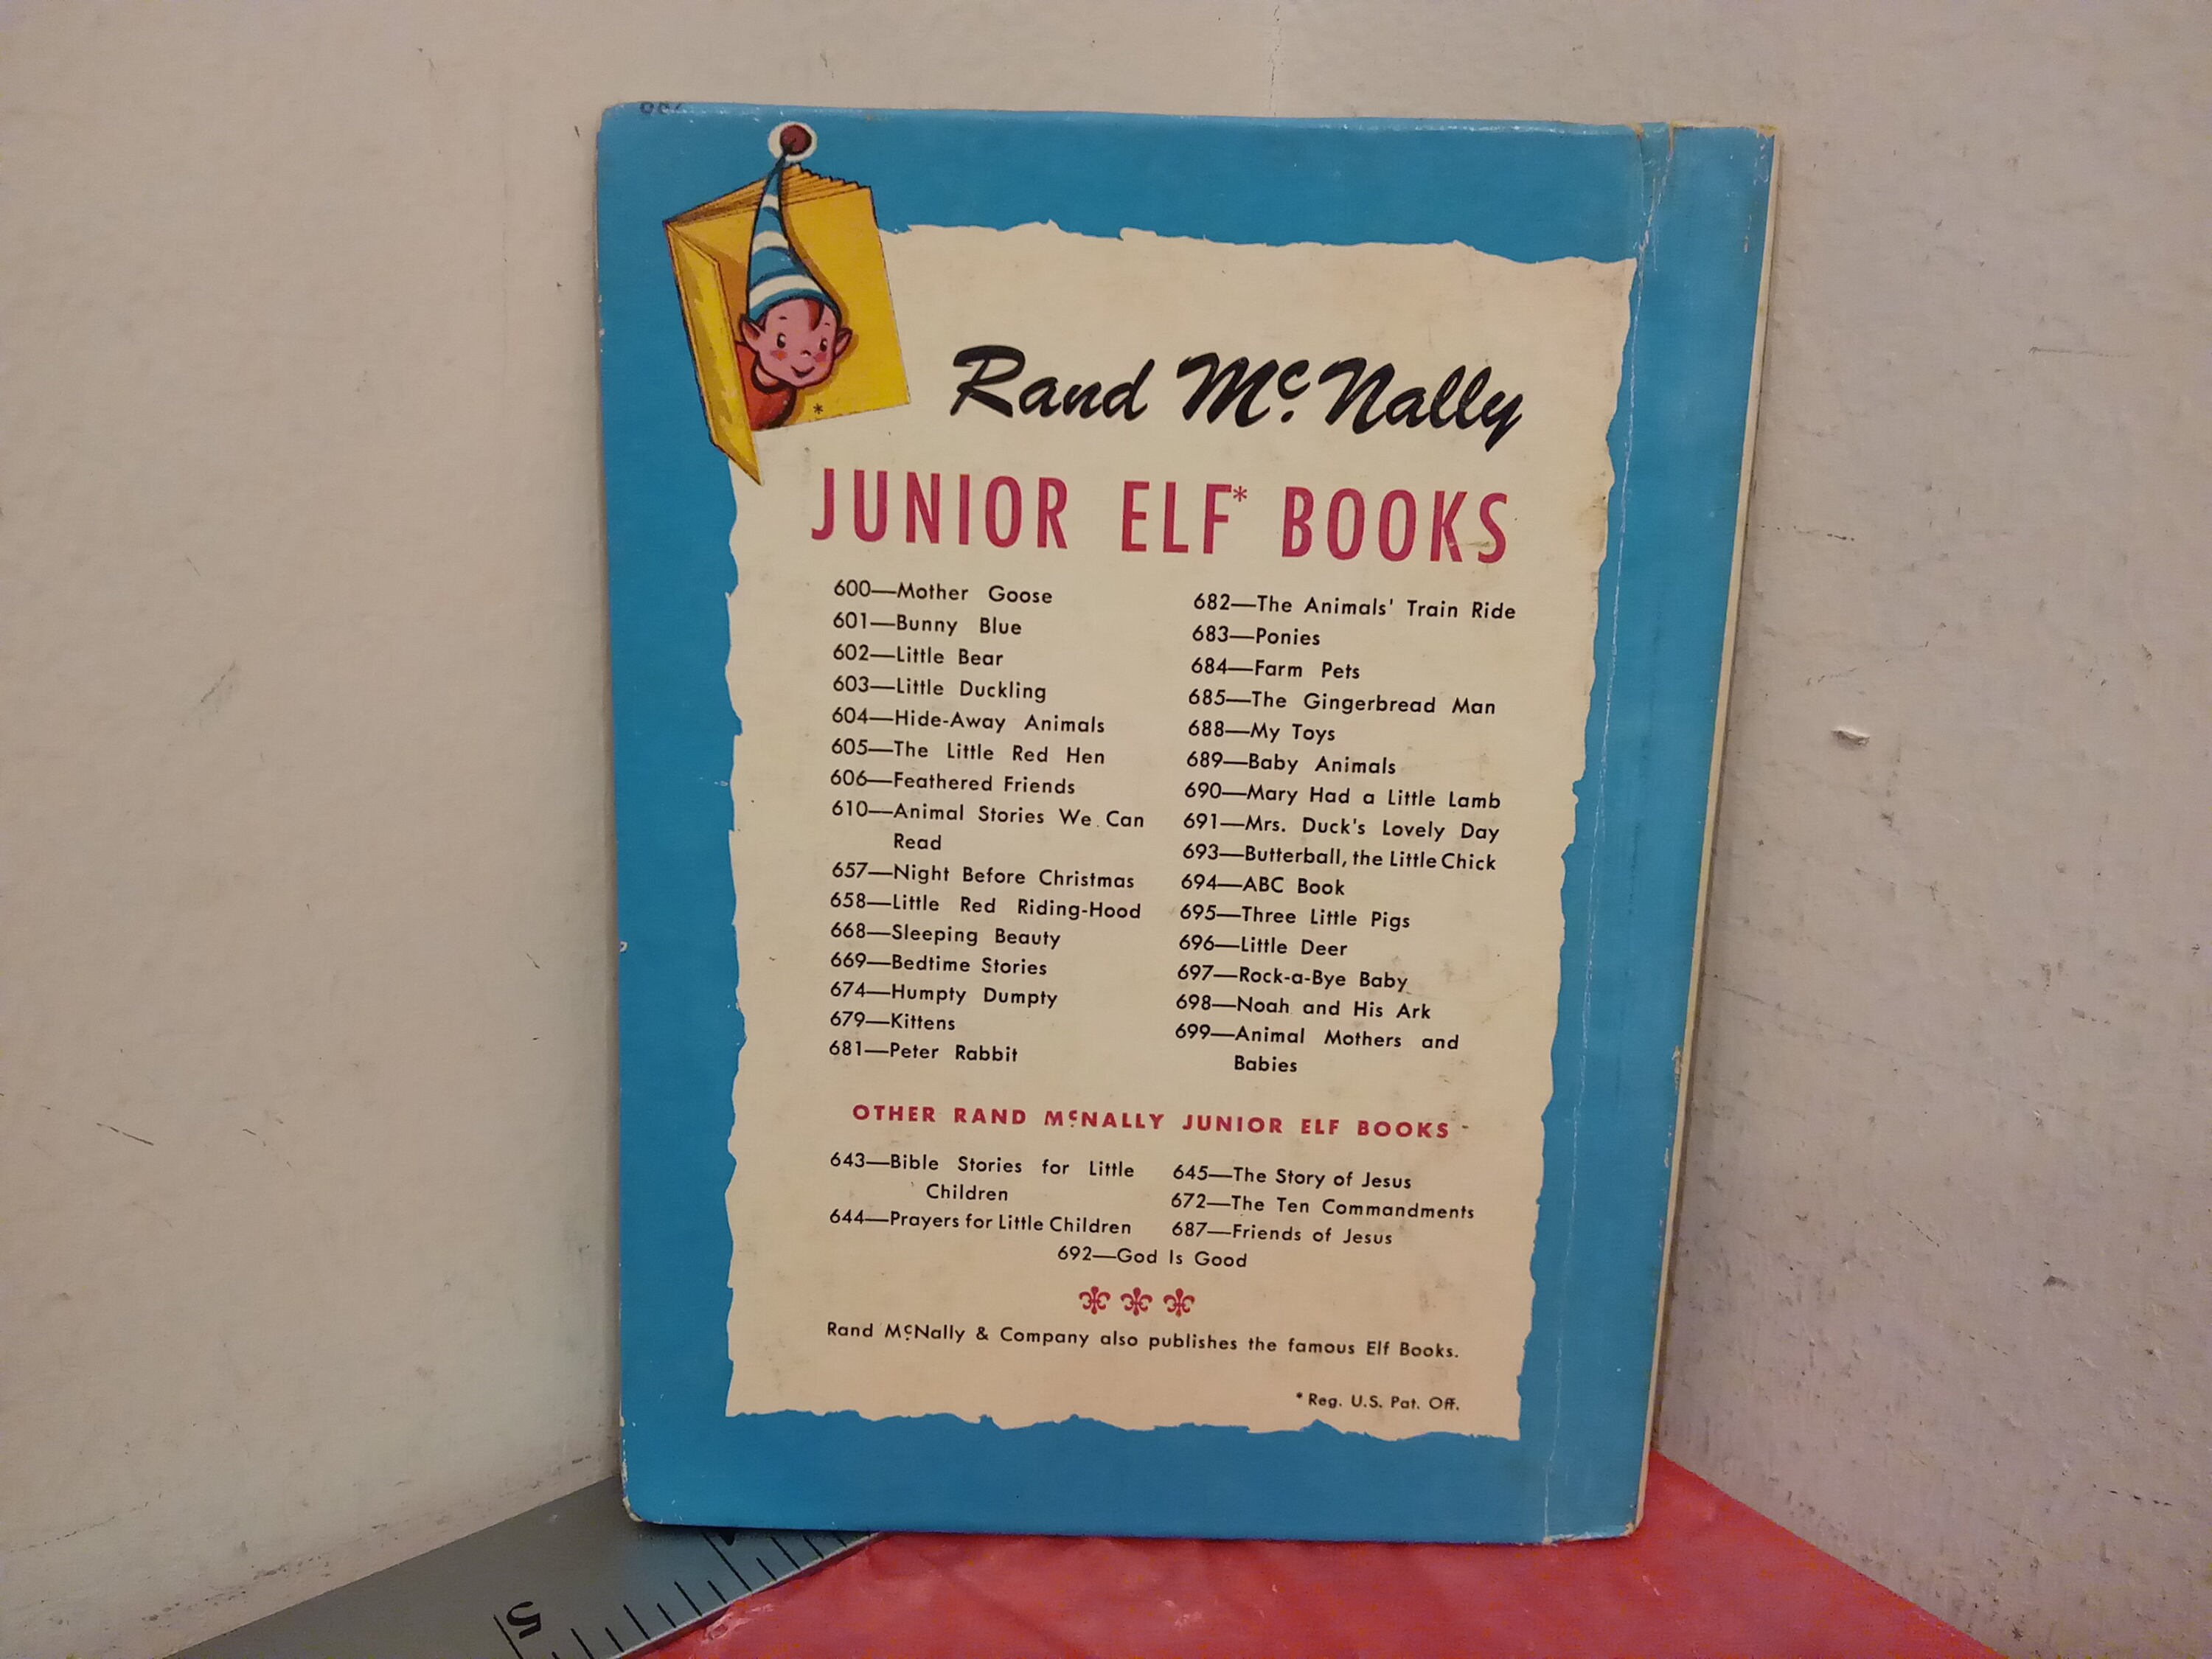 *
Rand McNally
JUNIOR ELF* BOOKS
600—Mother Goose
601—Bunny Blue
602—Little Bear
603—Little Duckling
604—Hide-Away Animals
605—The Little Red Hen
606—Feathered Friends
610—Animal Stories We Can
Read
657—Night Before Christmas
658—Little Red Riding-Hood
668—Sleeping Beauty
669—Bedtime Stories
674—Humpty Dumpty
679—Kittens
681—Peter Rabbit
682—The Animals' Train Ride
683—Ponies
684—Farm Pets
685—The Gingerbread Man
688—My Toys
689—Baby Animals
690—Mary Had a Little Lamb
691—Mrs. Duck's Lovely Day
693—Butterball, the Little Chick
694—ABC Book
695—Three Little Pigs
696—Little Deer
697—Rock-a-Bye Baby
698—Noah and His Ark
699—Animal Mothers and
Babies
OTHER RAND McNALLY JUNIOR ELF BOOKS
643—Bible Stories for Little
Children
644—Prayers for Little Children
645—The Story of Jesus
672—The Ten Commandments
687—Friends of Jesus
692—God Is Good
Rand McNally & Company also publishes the famous Elf Books.
* Reg. U.S. Pat. Off.
5